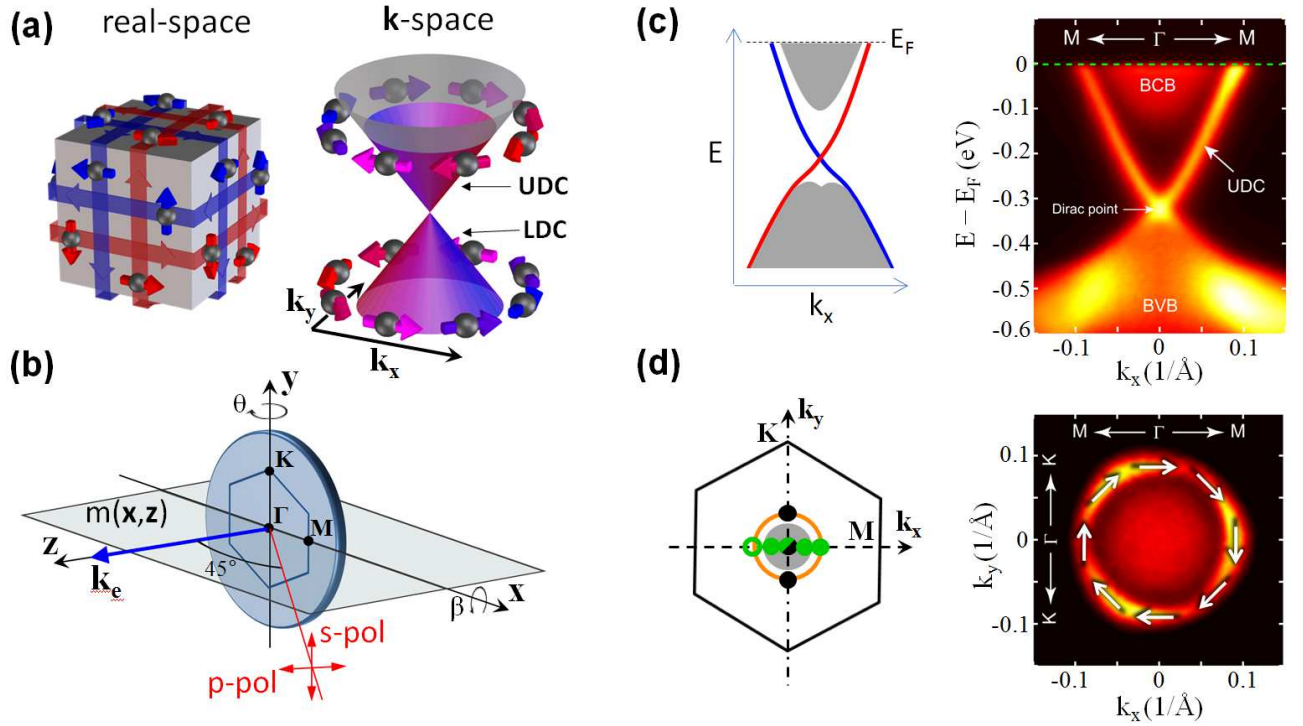 (a)
real-space
k-space
UDC
LDC
k_y
k_x
(b)
y
θ
K
Γ
M
m(x,z)
z
k_e
45°
x
β
s-pol
p-pol
(c)
E_F
E
k_x
M ← Γ → M
0
-0.1
-0.2
-0.3
-0.4
-0.5
-0.6
E – E_F (eV)
BCB
UDC
Dirac point
BVB
-0.1 0 0.1
k_x (1/Å)
(d)
k_y
K
M
k_x
M ← Γ → M
K ← Γ → K
0.1
0
-0.1
k_y (1/Å)
-0.1 0 0.1
k_x (1/Å)